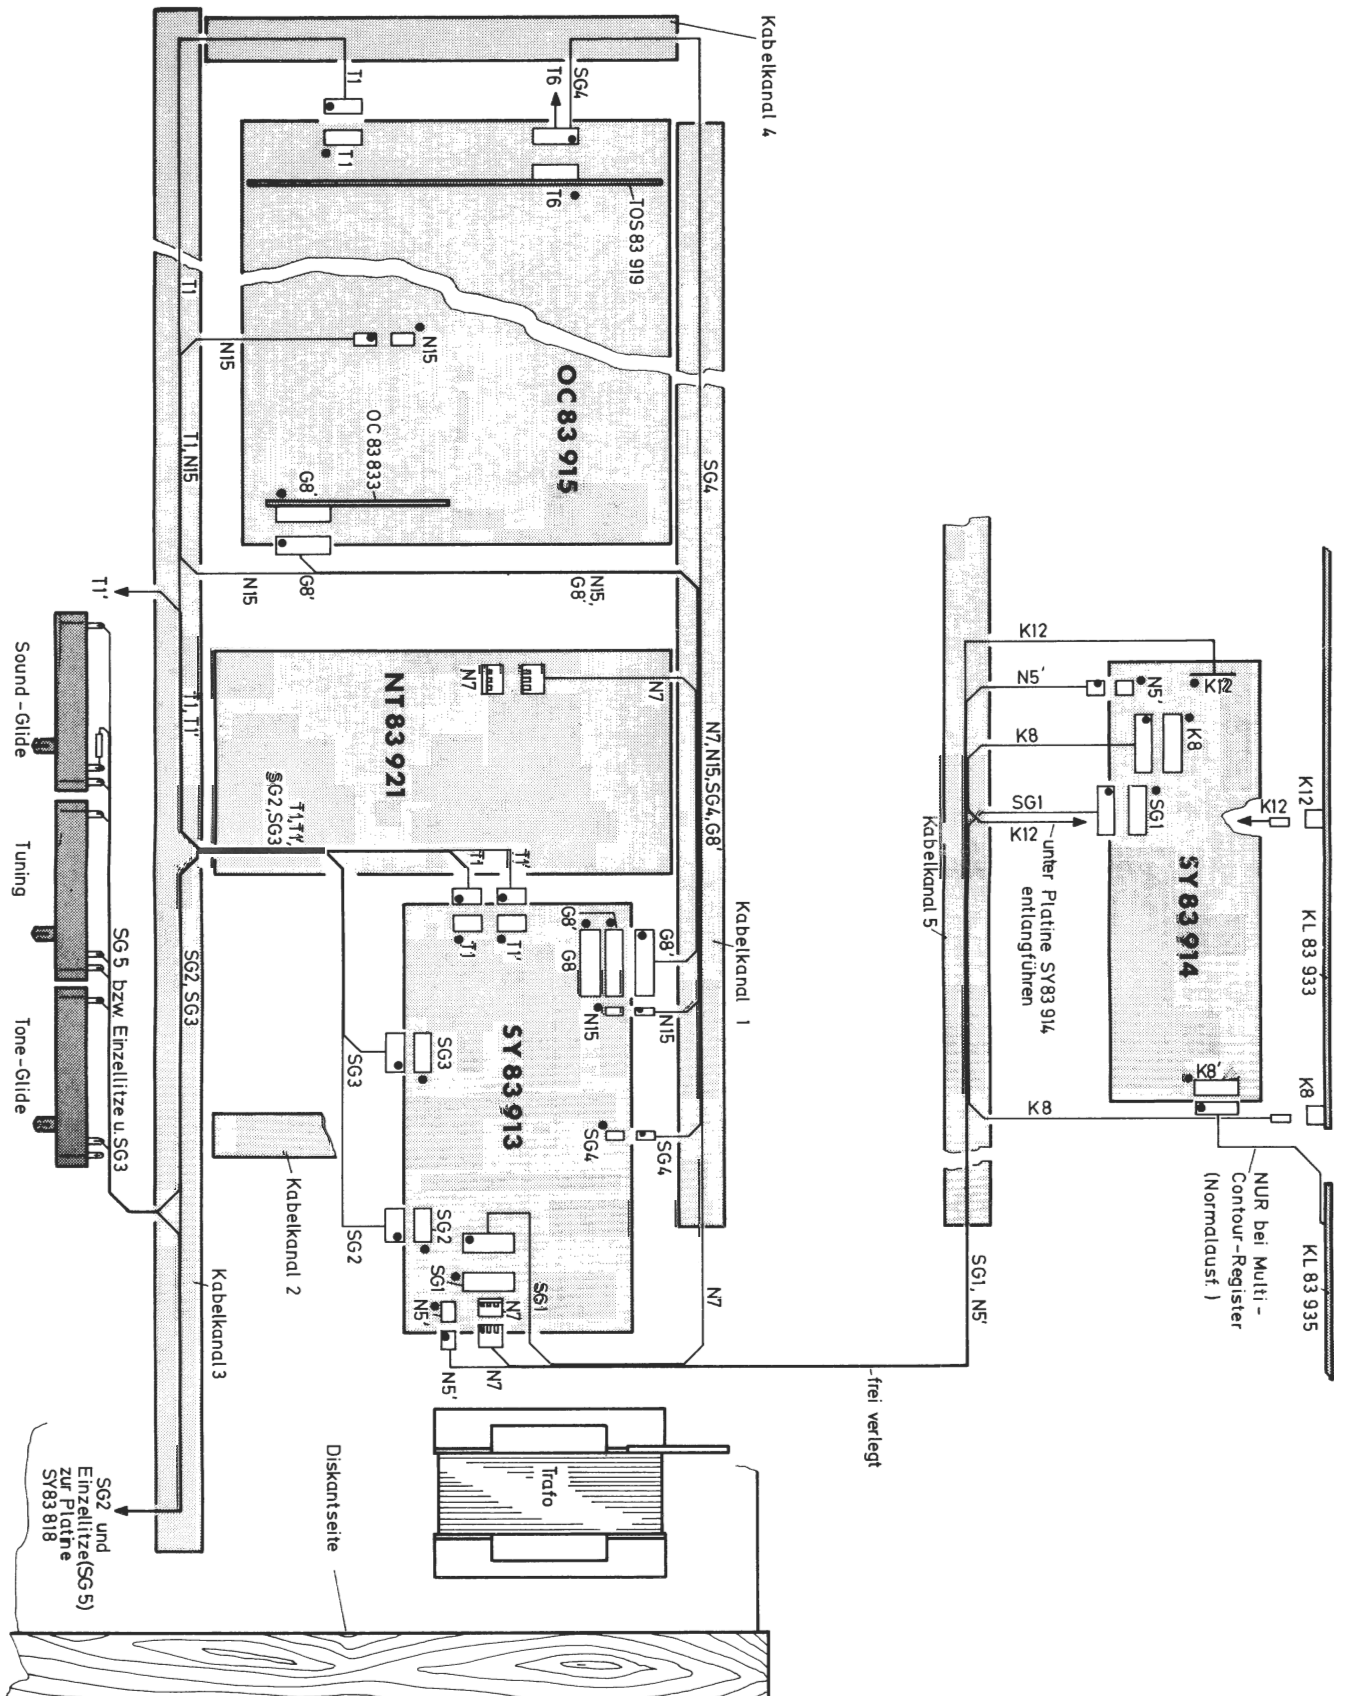 Kabelkanal 4
T1
T6
SG4
T1
T6
TOS 83 919
T1
N15
N15
OC 83 915
T1, N15
OC 83 833
G8'
SG4
N15
G8'
N15,
G8'
T1'
Sound-Glide
Tuning
Tone-Glide
SG5 bzw. Einzellitze u. SG3
T1, T1'
SG2, SG3
NT 83 921
T1, T1',
SG2, SG3
N7
N7
N7, N15, SG4, G8'
Kabelkanal 1
T1
T1'
T1
T1'
G8'
G8
G8'
N15
N15
SY 83 913
SG3
SG3
SG4
SG4
SG2
SG2
SG1
SG1
N5'
N7
N5'
N7
N7
Kabelkanal 2
Kabelkanal 3
SG2 und
Einzellitze (SG 5)
zur Platine
SY83 818
Diskantseite
Trafo
frei verlegt
SG1, N5'
Kabelkanal 5
K12
N5'
K8
SG1
K12
unter Platine SY83 914
entlangführen
K8
K12
N5'
K8
SG1
SY 83 914
K8'
K12
K12
KL 83 933
K8
NUR bei Multi-
Contour-Register
(Normalausf.)
KL 83 935